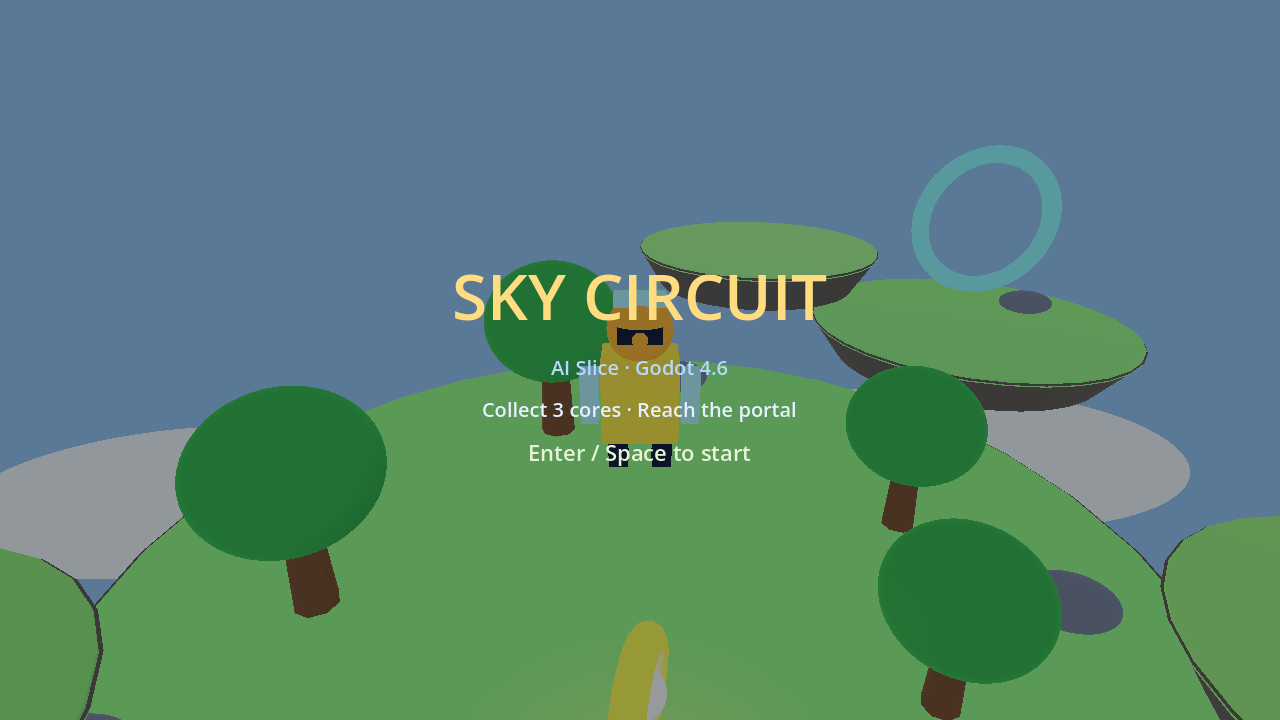 SKY CIRCUIT
AI Slice · Godot 4.6
Collect 3 cores · Reach the portal
Enter / Space to start